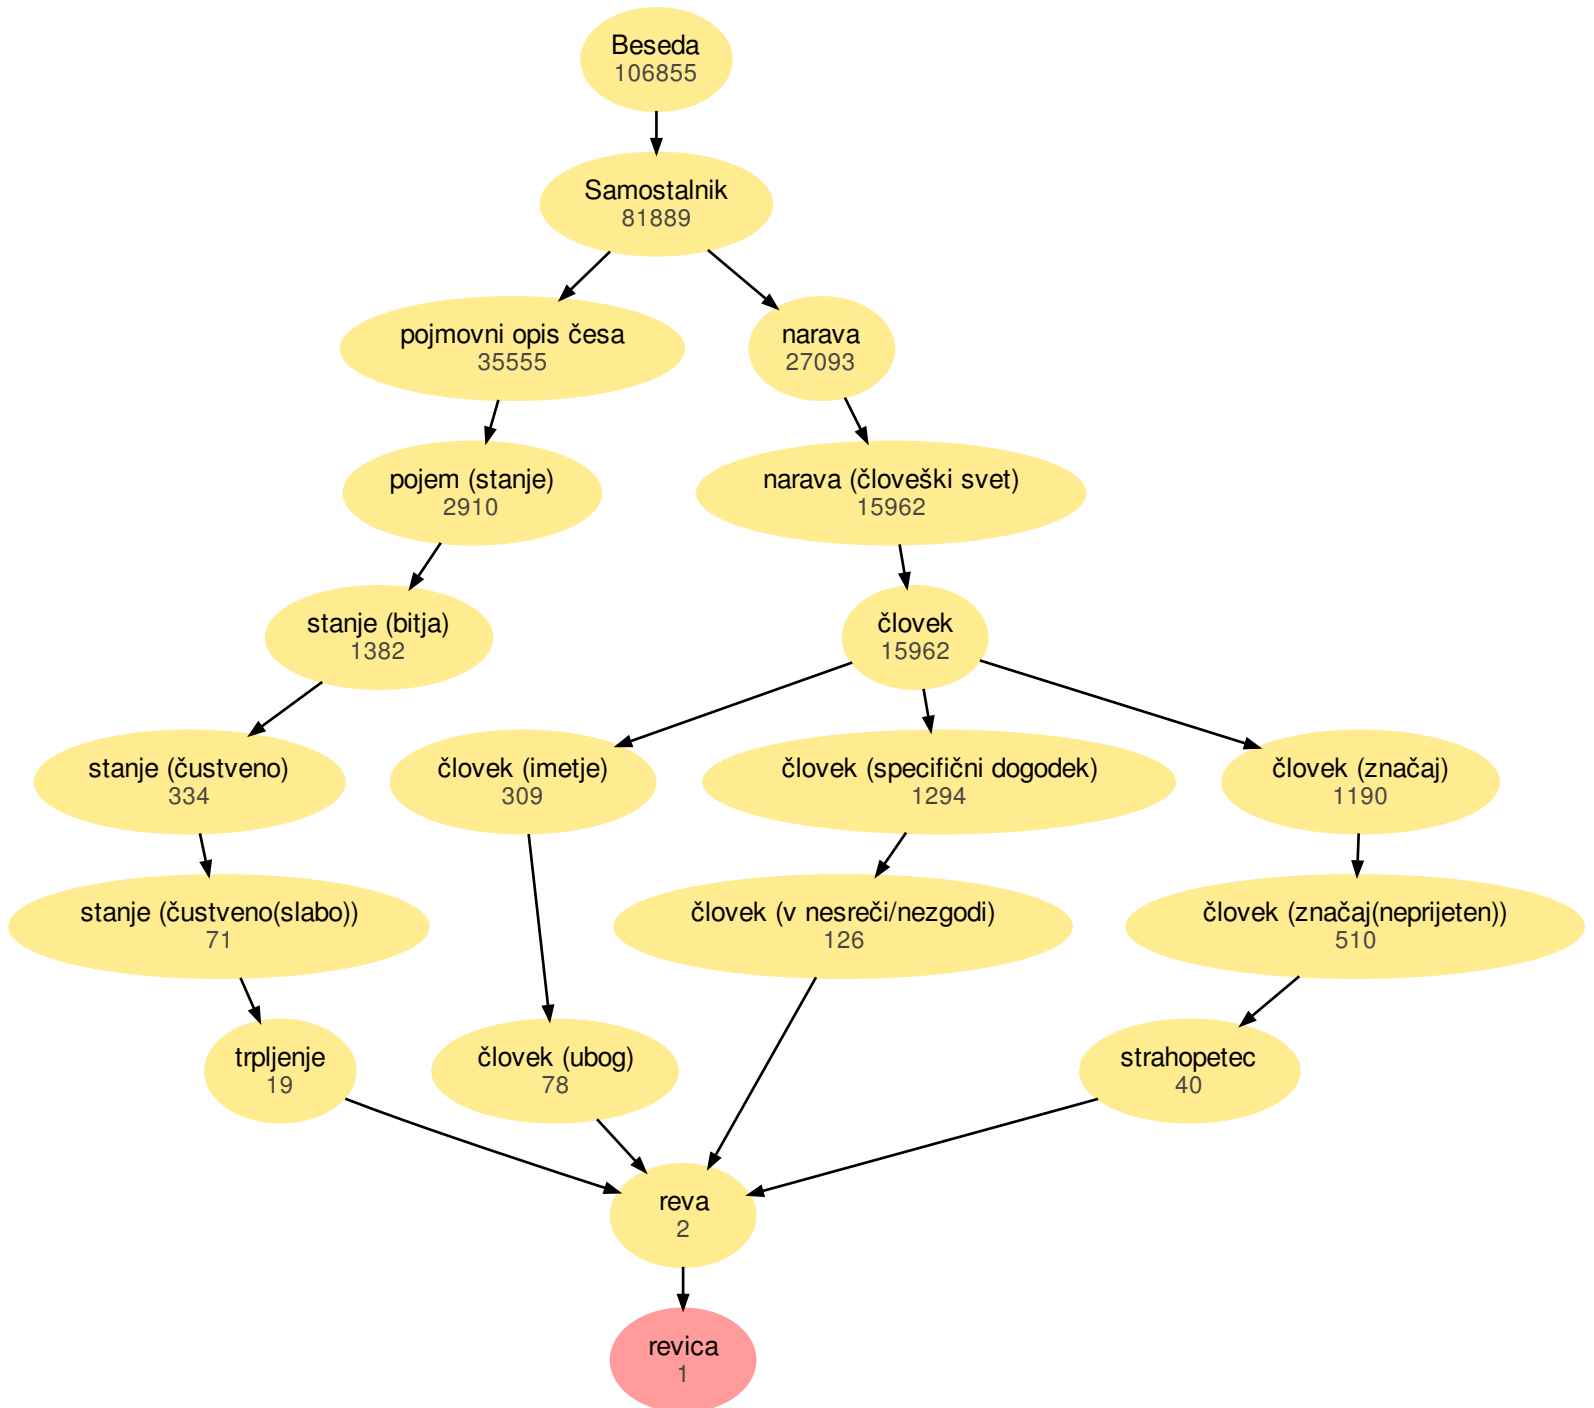 Beseda
106855
Samostalnik
81889
pojmovni opis česa
35555
narava
27093
pojem (stanje)
2910
narava (človeški svet)
15962
stanje (bitja)
1382
človek
15962
stanje (čustveno)
334
človek (imetje)
309
človek (specifični dogodek)
1294
človek (značaj)
1190
stanje (čustveno(slabo))
71
človek (v nesreči/nezgodi)
126
človek (značaj(neprijeten))
510
trpljenje
19
človek (ubog)
78
strahopetec
40
reva
2
revica
1